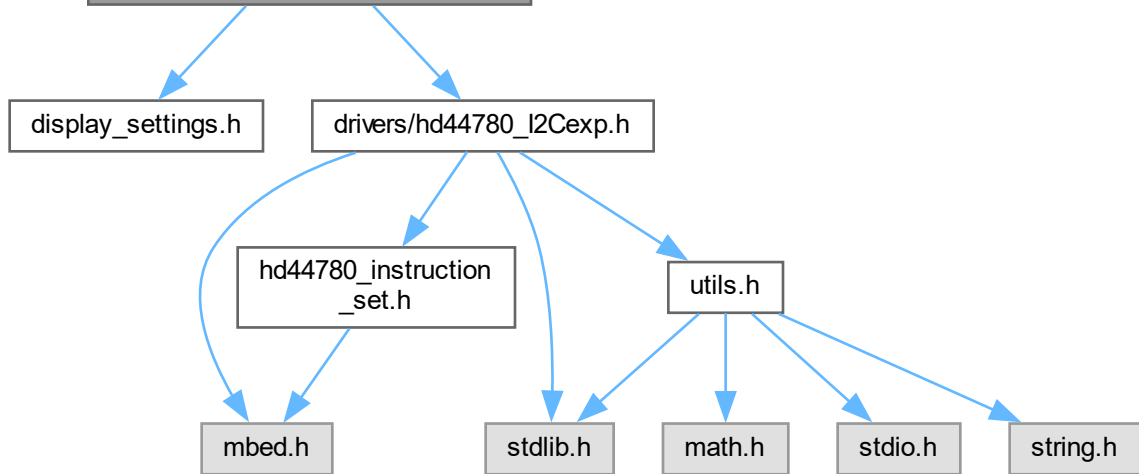 display_settings.h
drivers/hd44780_I2Cexp.h
hd44780_instruction
_set.h
utils.h
mbed.h
stdlib.h
math.h
stdio.h
string.h